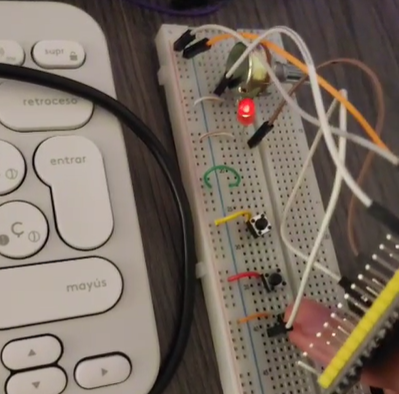 supr
retroceso
entrar
Ç
mayús